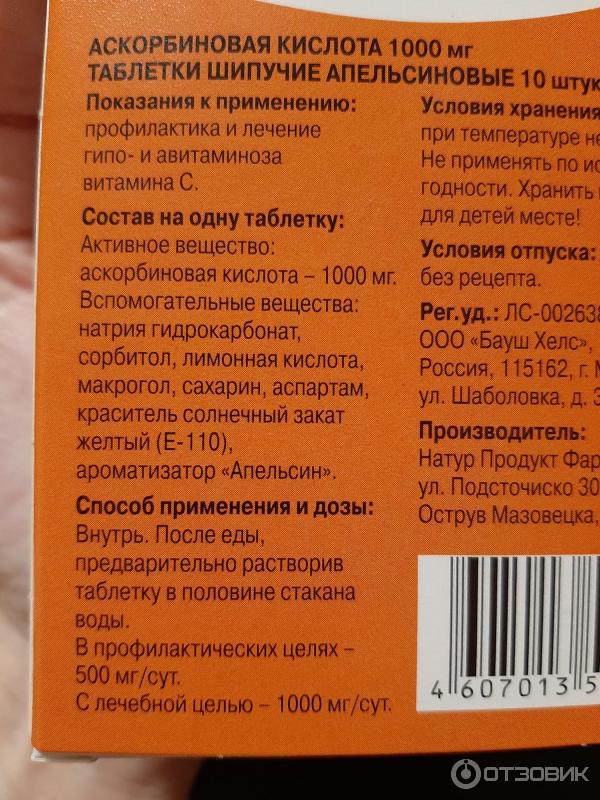 АСКОРБИНОВАЯ КИСЛОТА 1000 мг
ТАБЛЕТКИ ШИПУЧИЕ АПЕЛЬСИНОВЫЕ 10 штук
Показания к применению:
профилактика и лечение
гипо- и авитаминоза
витамина С.
Состав на одну таблетку:
Активное вещество:
аскорбиновая кислота – 1000 мг.
Вспомогательные вещества:
натрия гидрокарбонат,
сорбитол, лимонная кислота,
макрогол, сахарин, аспартам,
краситель солнечный закат
желтый (Е-110),
ароматизатор «Апельсин».
Способ применения и дозы:
Внутрь. После еды,
предварительно растворив
таблетку в половине стакана
воды.
В профилактических целях –
500 мг/сут.
С лечебной целью – 1000 мг/сут.
Условия хранения
при температуре не
Не применять по
годности. Хранить
для детей месте!
Условия отпуска:
без рецепта.
Рег.уд.: ЛС-002638
ООО «Бауш Хелс»,
Россия, 115162, г.
ул. Шаболовка, д.
Производитель:
Натур Продукт
ул. Подсточиско 30
Острув Мазовецка,
4 607013 5
ОТЗОВИК